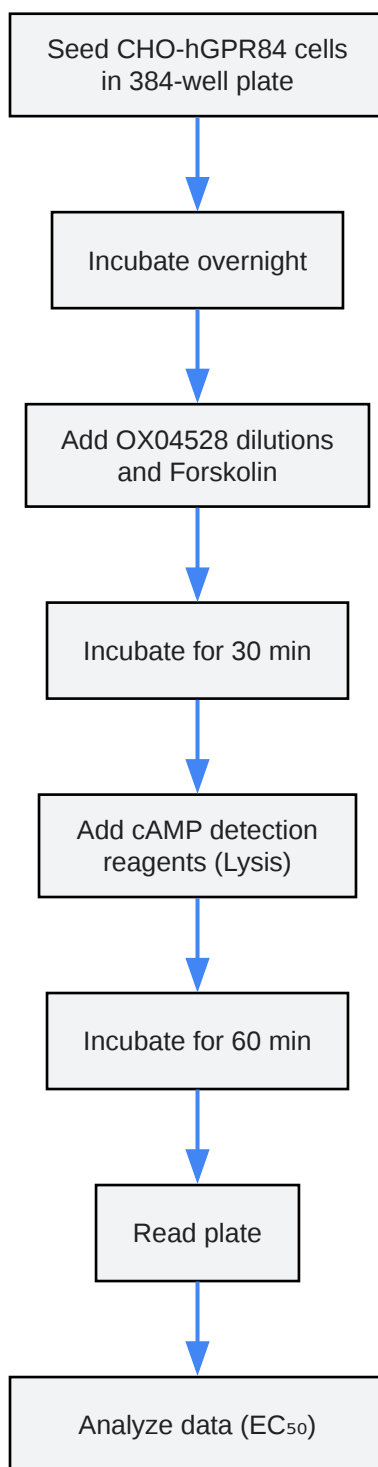 Seed CHO-hGPR84 cells
in 384-well plate
Incubate overnight
Add OX04528 dilutions
and Forskolin
Incubate for 30 min
Add cAMP detection
reagents (Lysis)
Incubate for 60 min
Read plate
Analyze data (EC₅₀)